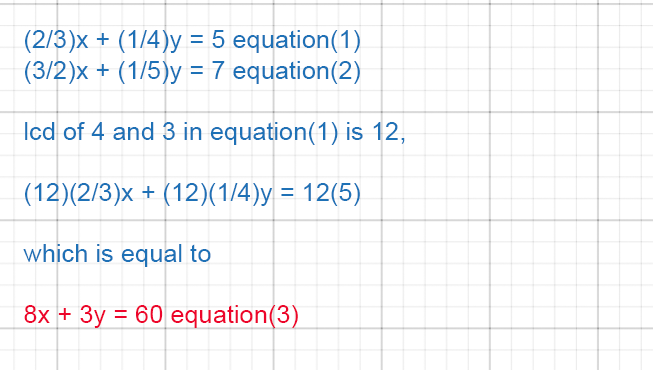 (2/3)x + (1/4)y = 5 equation(1)
(3/2)x + (1/5)y = 7 equation(2)
lcd of 4 and 3 in equation(1) is 12,
(12)(2/3)x + (12)(1/4)y = 12(5)
which is equal to
8x + 3y = 60 equation(3)